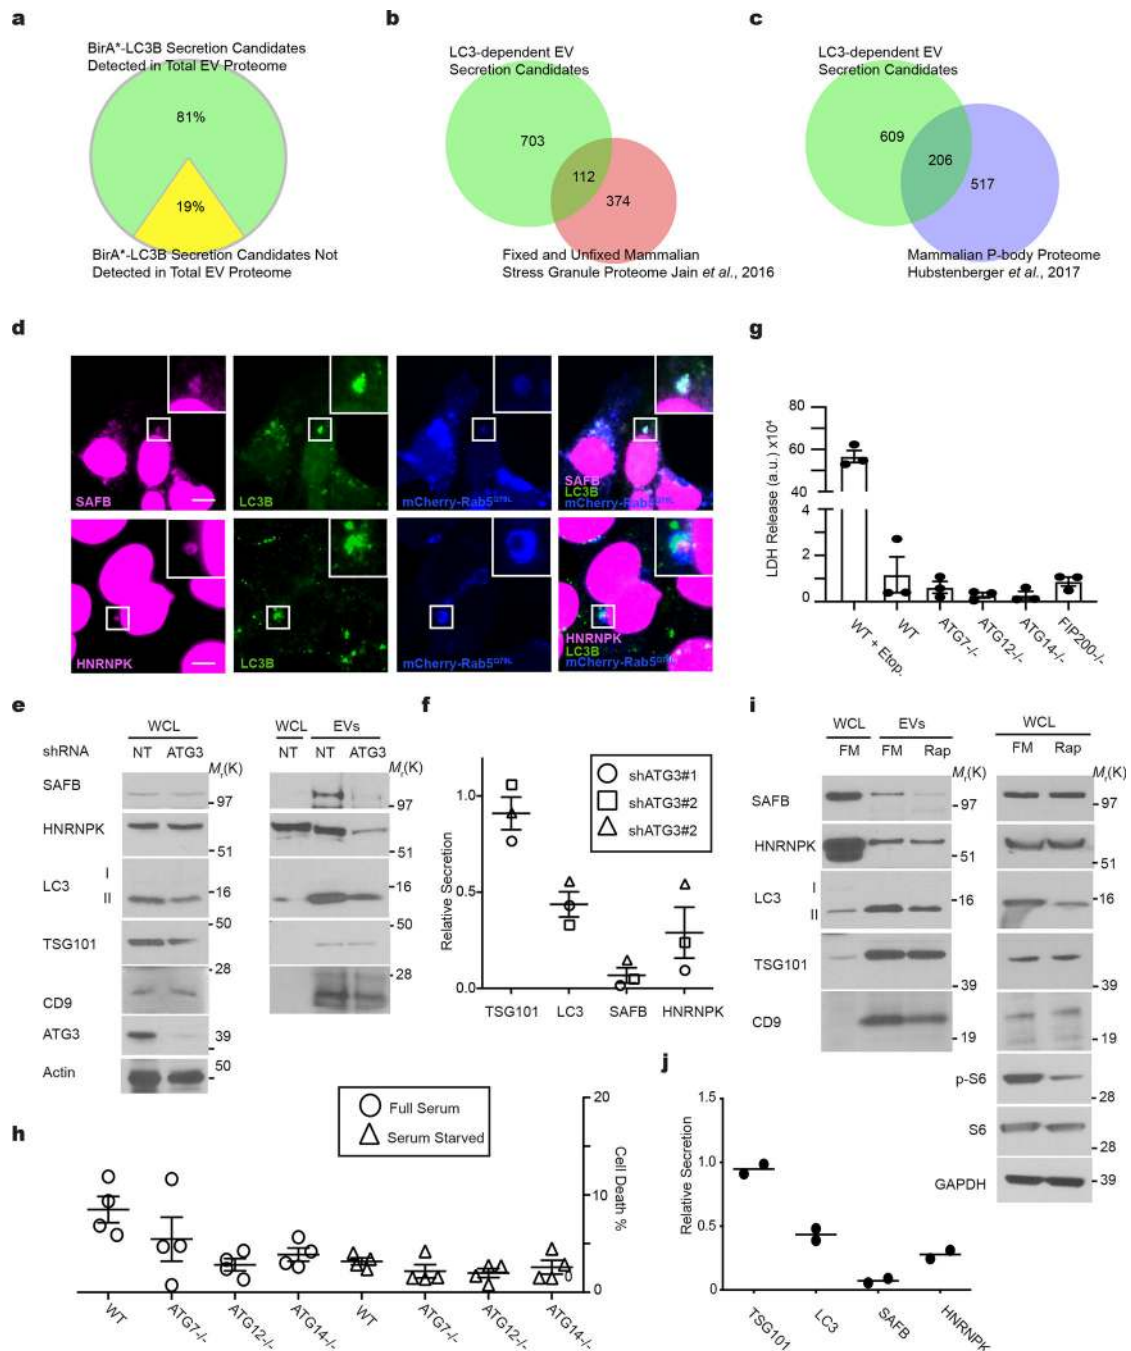 a
BirA*-LC3B Secretion Candidates
Detected in Total EV Proteome
81%
19%
BirA*-LC3B Secretion Candidates Not
Detected in Total EV Proteome
b
LC3-dependent EV
Secretion Candidates
703
112
374
Fixed and Unfixed Mammalian
Stress Granule Proteome Jain et al., 2016
c
LC3-dependent EV
Secretion Candidates
609
206
517
Mammalian P-body Proteome
Hubstenberger et al., 2017
d
SAFB
LC3B
mCherry-Rab5
SAFB
LC3B
mCherry-Rab5
HNRNPK
LC3B
mCherry-Rab5
HNRNPK
LC3B
mCherry-Rab5
g
LDH Release (a.u.) x10⁴
80
60
40
4
2
0
WT + Etop.
WT
ATG7-/-
ATG12-/-
ATG14-/-
FIP200-/-
e
WCL
WCL EVs
shRNA NT ATG3 NT NT ATG3
Mr(K) Mr(K)
SAFB
97 97
HNRNPK
51 51
LC3 I
II
16 16
50 50
TSG101
28 28
CD9
ATG3
39
50
Actin
f
Relative Secretion
1.0
0.5
0.0
shATG3#1
shATG3#2
shATG3#2
TSG101 LC3 SAFB HNRNPK
i
WCL EVs WCL
FM FM Rap FM Rap
Mr(K) Mr(K)
SAFB
97 97
HNRNPK
51 51
LC3 I
II
16 16
TSG101
39 39
CD9
19 19
p-S6
28
S6
28
GAPDH
39
h
Full Serum
Serum Starved
Cell Death %
20
10
0
WT
ATG7-/-
ATG12-/-
ATG14-/-
WT
ATG7-/-
ATG12-/-
ATG14-/-
j
Relative Secretion
1.5
1.0
0.5
0
TSG101
LC3
SAFB
HNRNPK